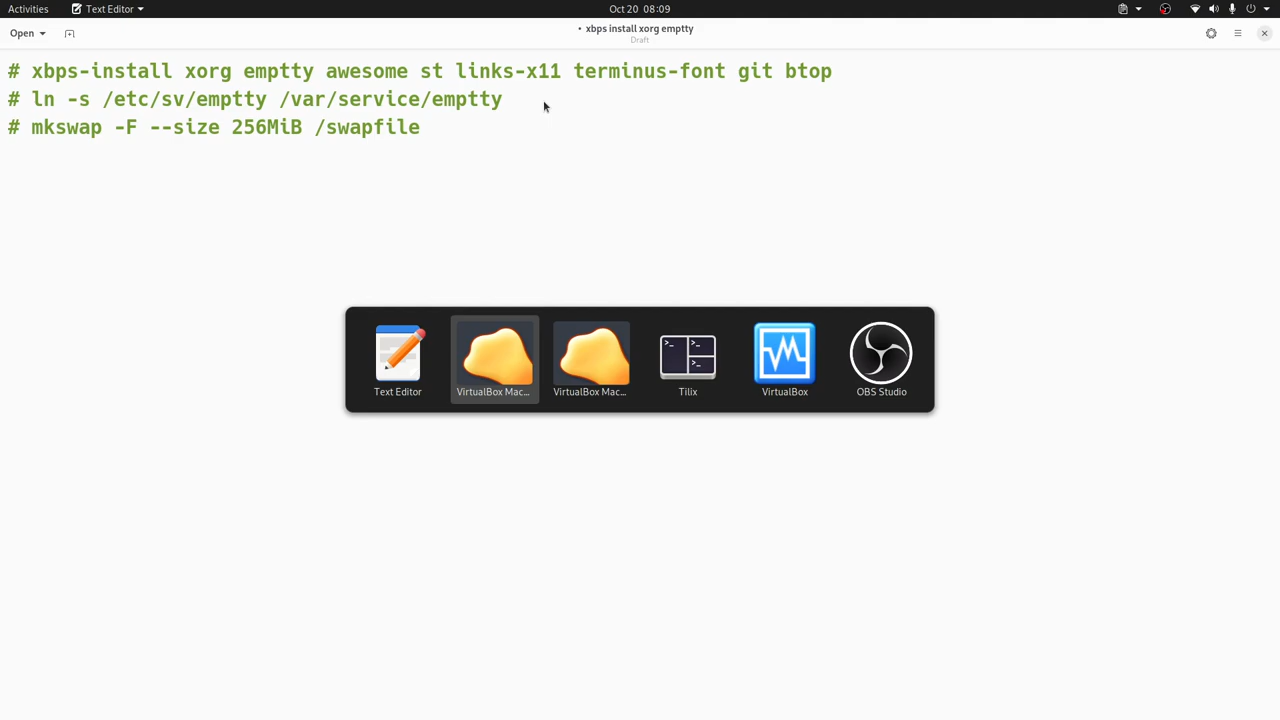 Activities Text Editor Oct 20 08:09
Open • xbps install xorg emptty
Draft
# xbps-install xorg emptty awesome st links-x11 terminus-font git btop
# ln -s /etc/sv/emptty /var/service/emptty
# mkswap -F --size 256MiB /swapfile
Text Editor VirtualBox Mac... VirtualBox Mac... Tilix VirtualBox OBS Studio